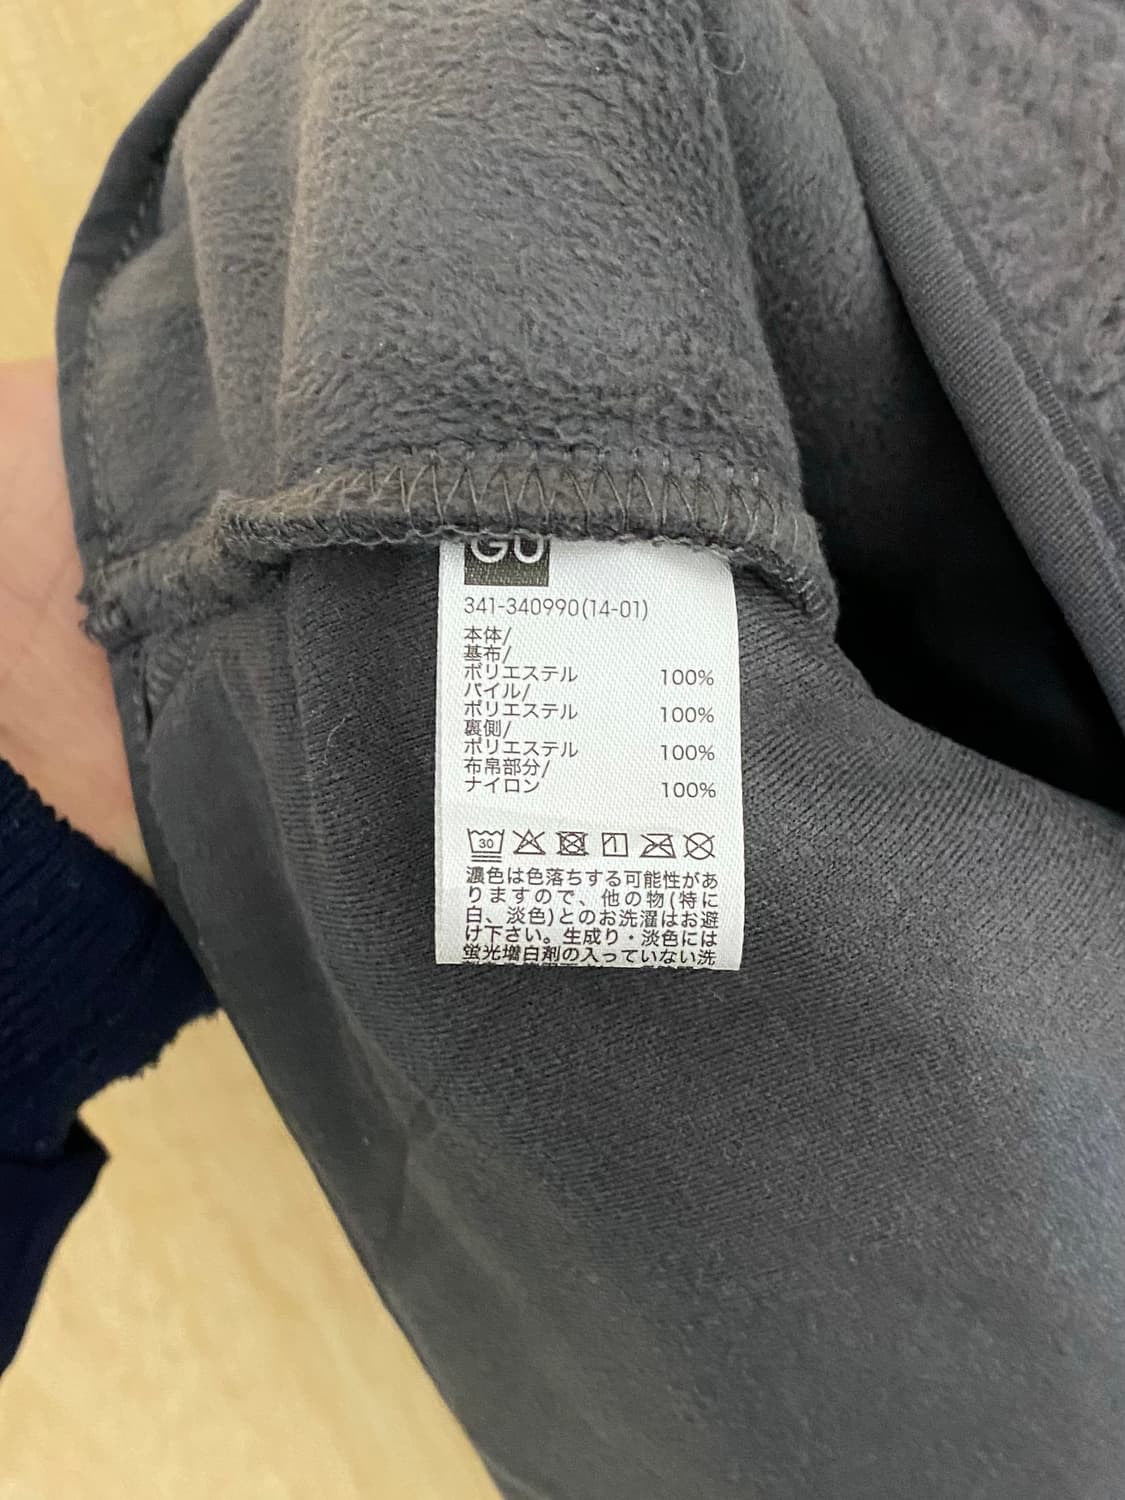 GU
341-340990(14-01)
本体/
基布/
ポリエステル 100%
パイル/
ポリエステル 100%
裏側/
ポリエステル 100%
布帛部分/
ナイロン 100%
30
1
濃色は色落ちする可能性があ
りますので、他の物(特に
白、淡色)とのお洗濯はお避
け下さい。生成り・淡色には
蛍光増白剤の入っていない洗